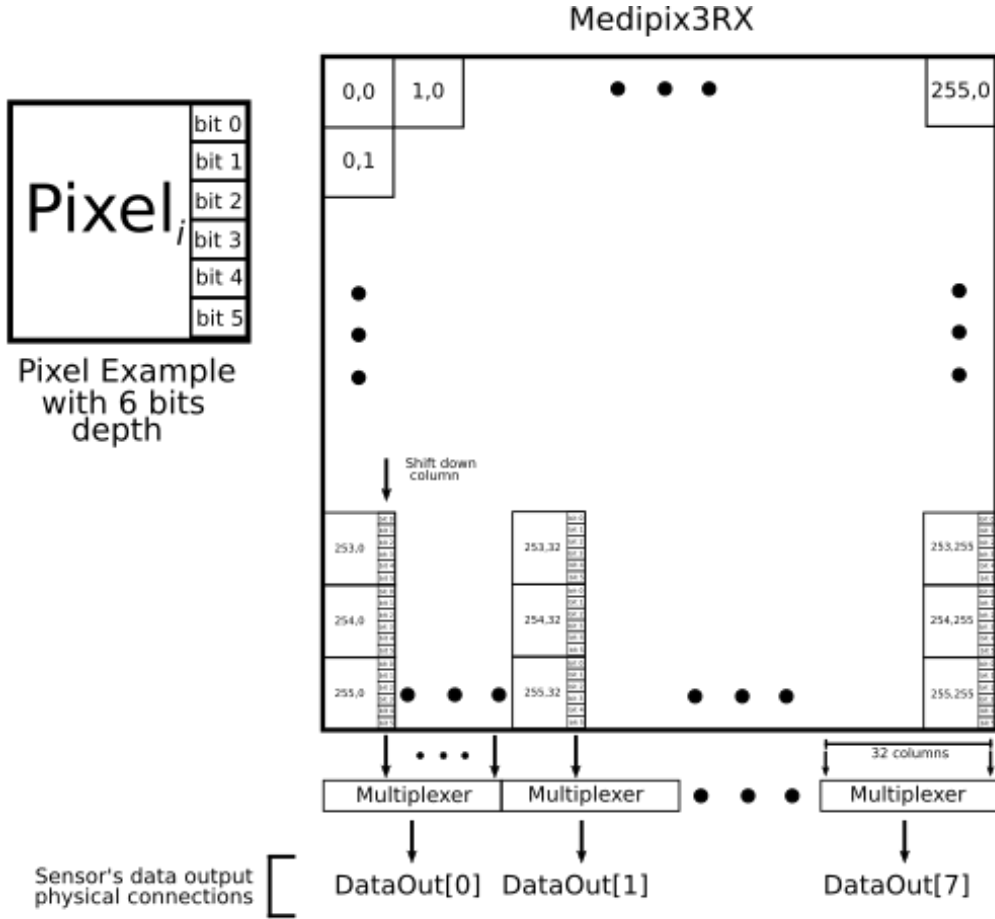 Medipix3RX
0,0
1,0
255,0
0,1
Pixel i
bit 0
bit 1
bit 2
bit 3
bit 4
bit 5
Pixel Example
with 6 bits
depth
Shift down
column
253,0
253,32
253,255
254,0
254,32
254,255
255,0
255,32
255,255
32 columns
Multiplexer
Multiplexer
Multiplexer
Sensor's data output
physical connections
DataOut[0]
DataOut[1]
DataOut[7]